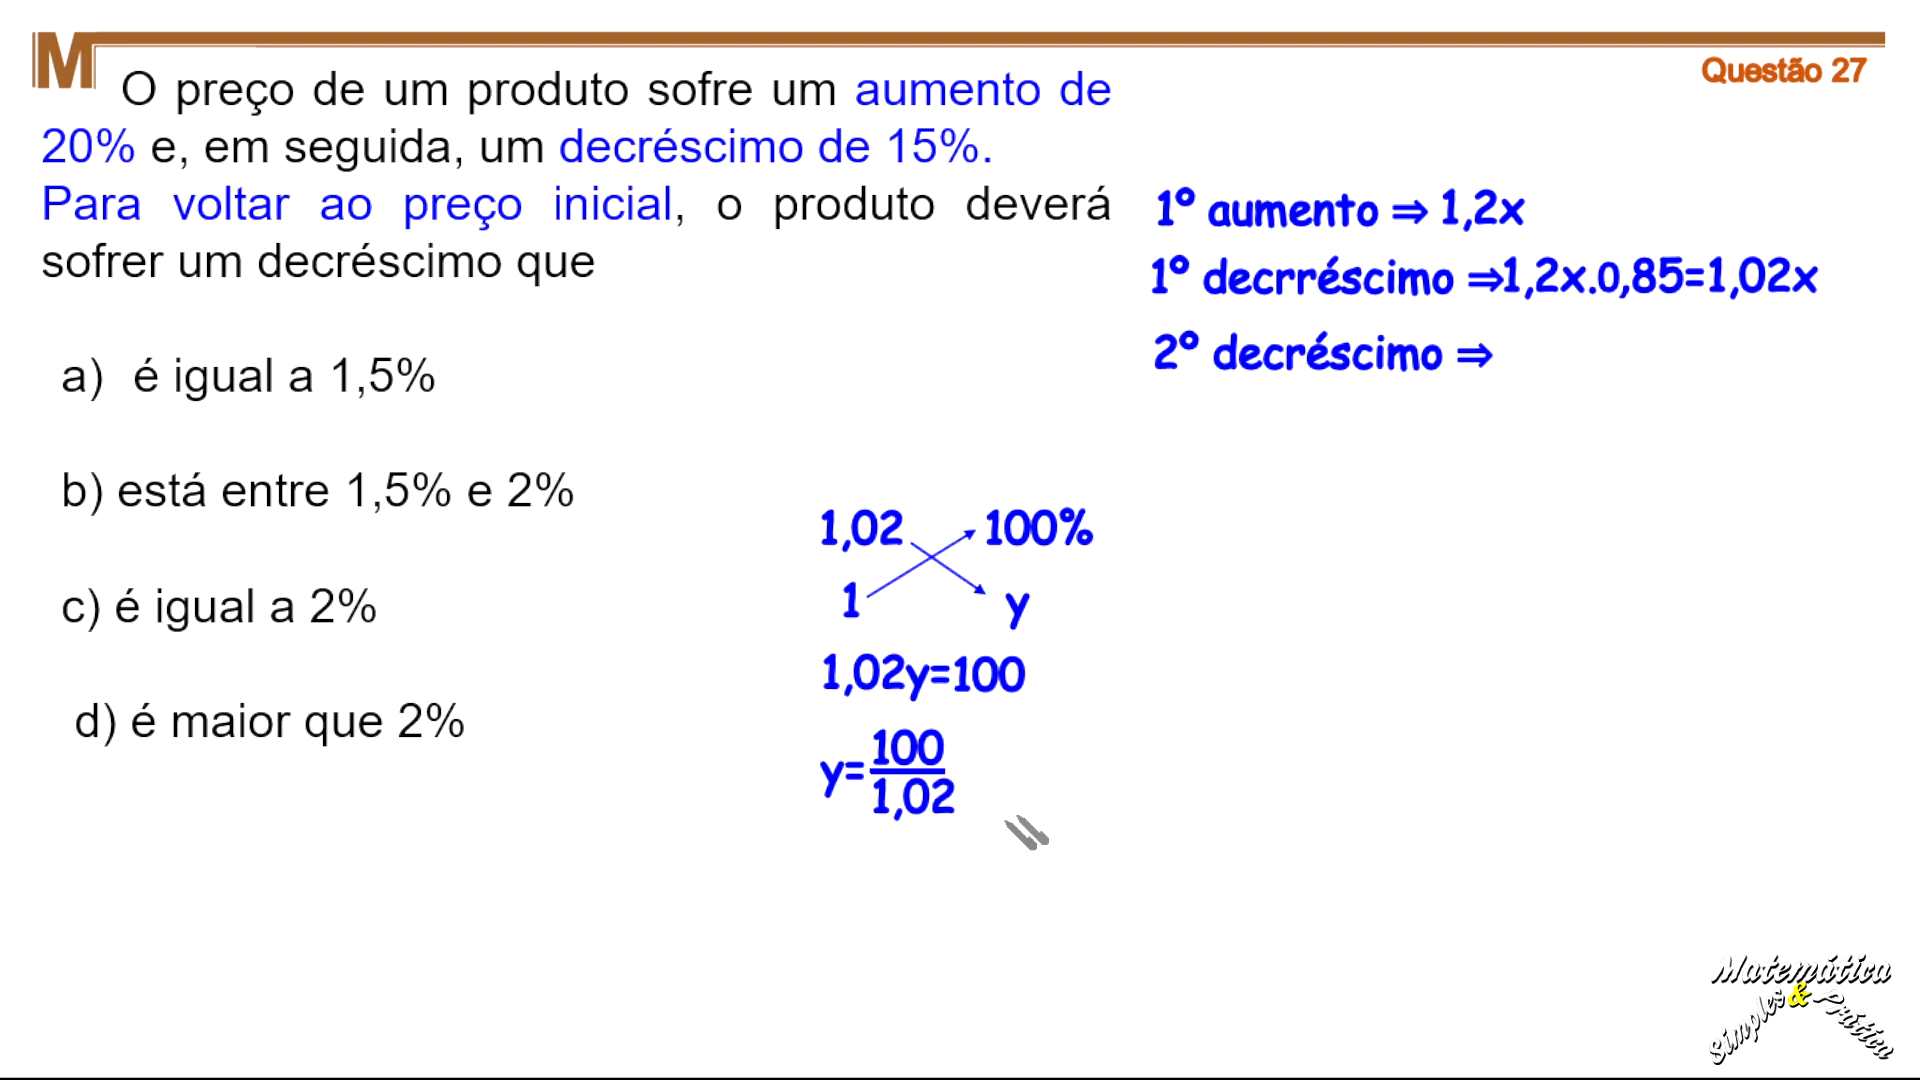 M
Questão 27
O preço de um produto sofre um aumento de
20% e, em seguida, um decréscimo de 15%.
Para voltar ao preço inicial, o produto deverá
sofrer um decréscimo que
a) é igual a 1,5%
b) está entre 1,5% e 2%
c) é igual a 2%
d) é maior que 2%
1º aumento ⇒ 1,2x
1º decrréscimo ⇒1,2x.0,85=1,02x
2º decréscimo ⇒
1,02 100%
1 y
1,02y=100
y=100/1,02
Matemática
Simples & Prática